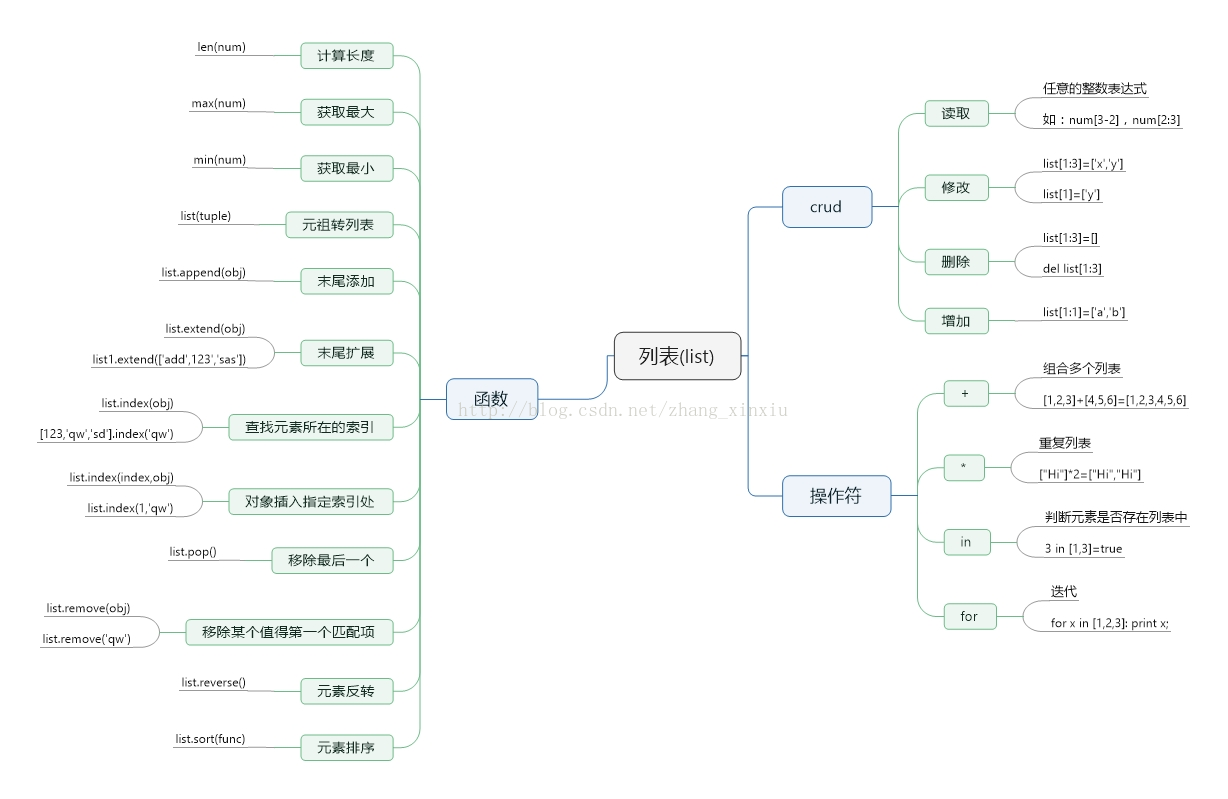 列表(list)
函数
计算长度
len(num)
获取最大
max(num)
获取最小
min(num)
元祖转列表
list(tuple)
末尾添加
list.append(obj)
末尾扩展
list.extend(obj)
list1.extend(['add',123,'sas'])
查找元素所在的索引
list.index(obj)
[123,'qw','sd'].index('qw')
对象插入指定索引处
list.index(index,obj)
list.index(1,'qw')
移除最后一个
list.pop()
移除某个值得第一个匹配项
list.remove(obj)
list.remove('qw')
元素反转
list.reverse()
元素排序
list.sort(func)
crud
读取
任意的整数表达式
如：num[3-2]，num[2:3]
修改
list[1:3]=['x','y']
list[1]=['y']
删除
list[1:3]=[]
del list[1:3]
增加
list[1:1]=['a','b']
操作符
+
组合多个列表
[1,2,3]+[4,5,6]=[1,2,3,4,5,6]
*
重复列表
["Hi"]*2=["Hi","Hi"]
in
判断元素是否存在列表中
3 in [1,3]=true
for
迭代
for x in [1,2,3]: print x;
http://blog.csdn.net/zhang_xinxiu